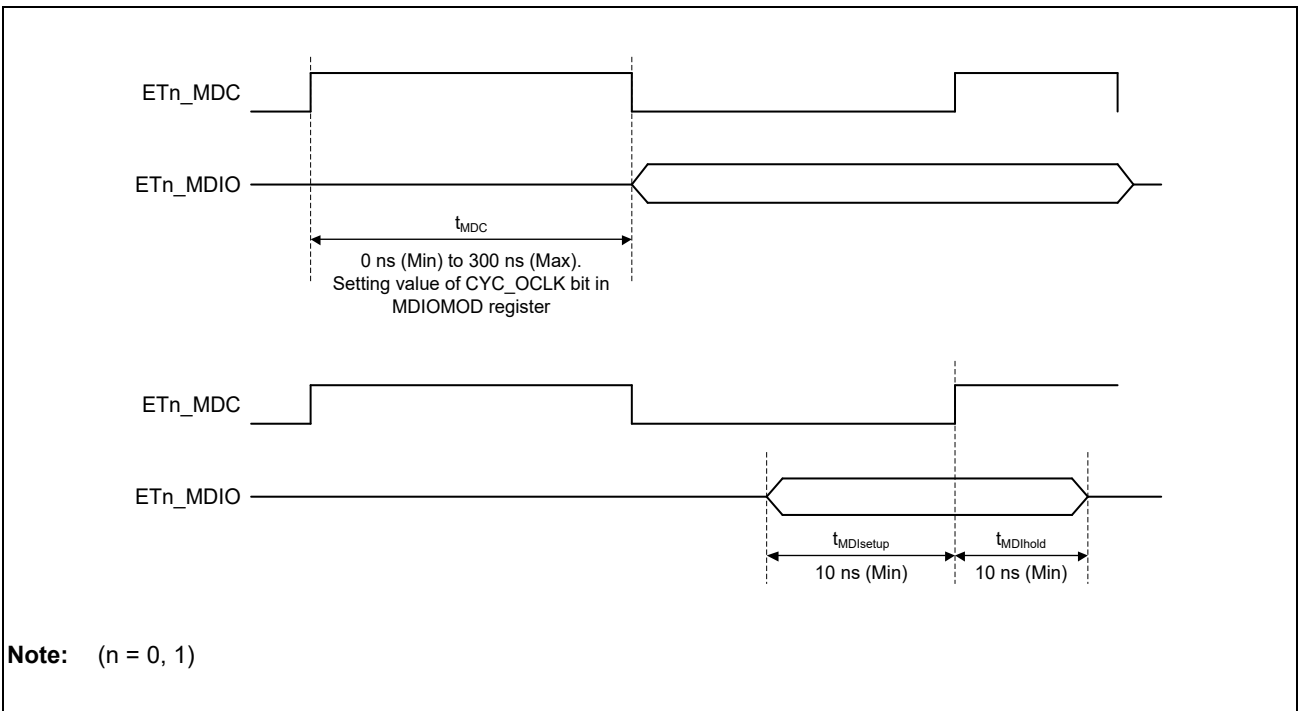 ETn_MDC
ETn_MDIO
tMDC
0 ns (Min) to 300 ns (Max).
Setting value of CYC_OCLK bit in
MDIOMOD register
ETn_MDC
ETn_MDIO
tMDIsetup tMDIhold
10 ns (Min) 10 ns (Min)
Note: (n = 0, 1)